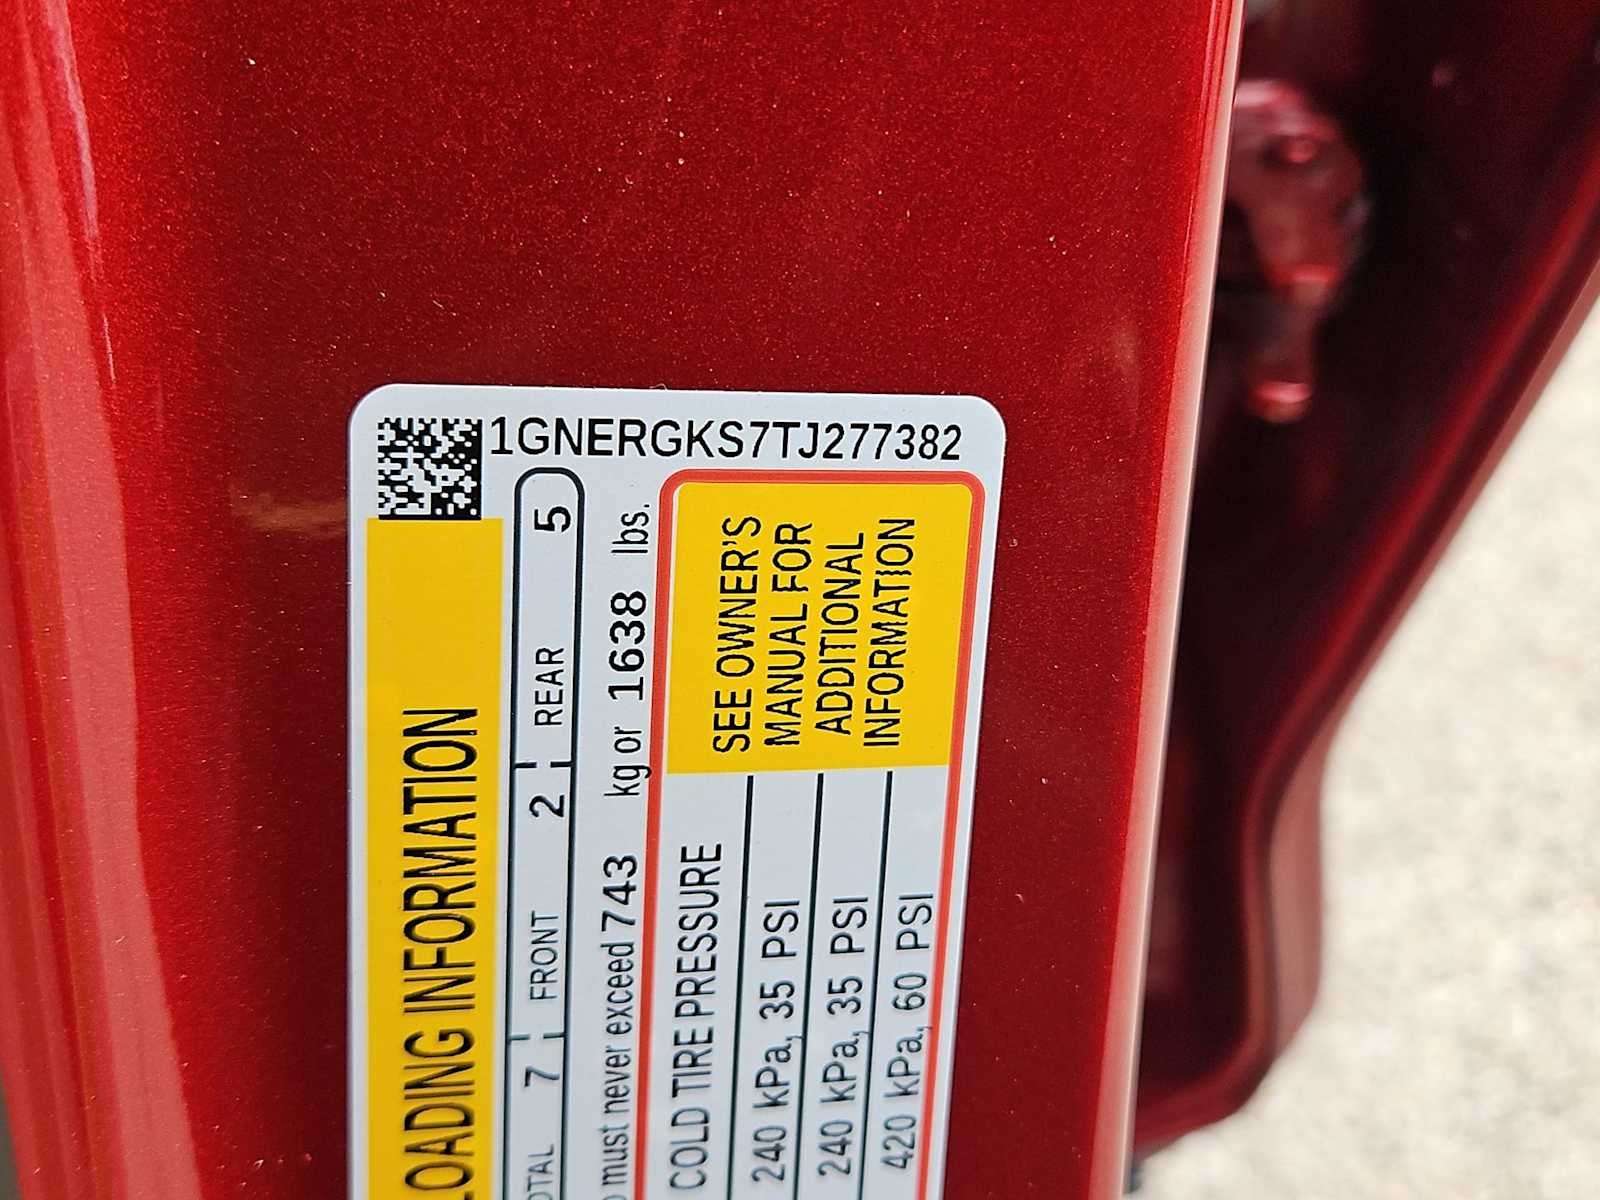 1GNERGKS7TJ277382
LOADING INFORMATION
7 FRONT 2 REAR 5
must never exceed 743 kg or 1638 lbs.
COLD TIRE PRESSURE
240 kPa, 35 PSI
240 kPa, 35 PSI
420 kPa, 60 PSI
SEE OWNER'S
MANUAL FOR
ADDITIONAL
INFORMATION